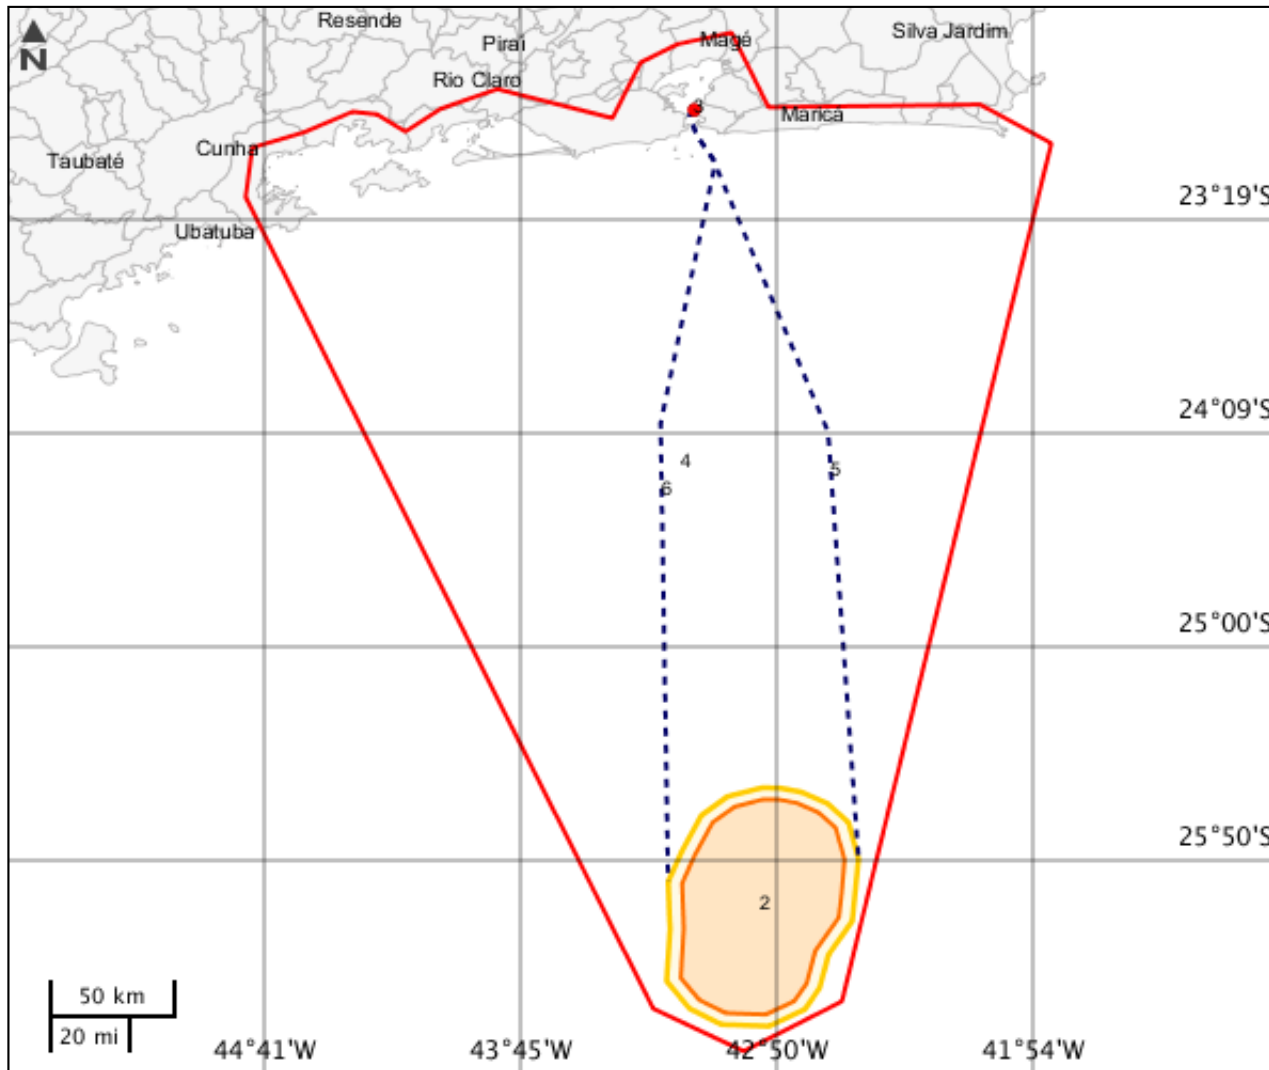 Resende
Silva Jardim
Magé
Piraí
N
Rio Claro
3
Maricá
Cunha
Taubaté
23°19'S
Ubatuba
24°09'S
4
5
6
25°00'S
25°50'S
2
50 km
20 mi
44°41'W
43°45'W
42°50'W
41°54'W